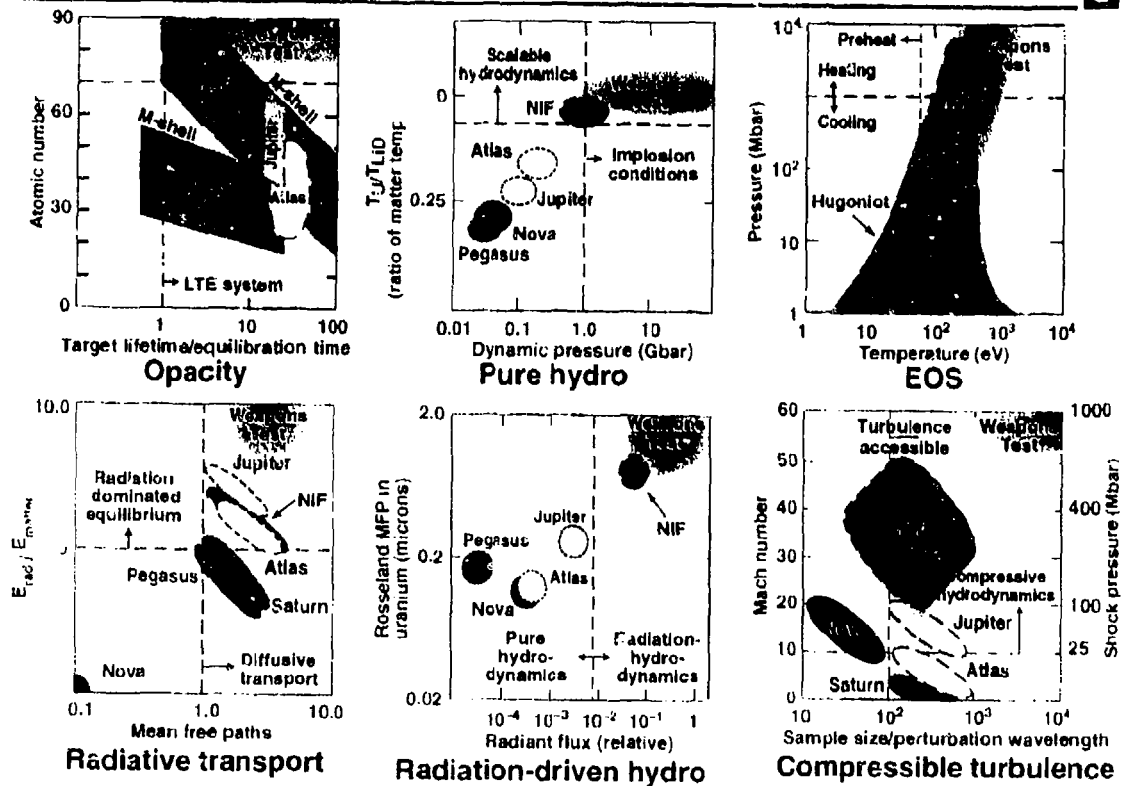 Atomic number
90
60
30
0
M-shell
M-shell
Test
Jupiter
Atlas
LTE system
1
10
100
Target lifetime/equilibration time
Opacity
(ratio of matter temp
0
0.25
Scalable
hydrodynamics
NIF
Atlas
Jupiter
Nova
Pegasus
Implosion
conditions
0.01
0.1
1
10
Dynamic pressure (Gbar)
Pure hydro
Pressure (Mbar)
10⁴
10²
10
1
Preheat
Heating
Cooling
Hugoniot
1
10
10²
10³
10⁴
Temperature (eV)
EOS
10.0
Weapons
Test
Jupiter
Radiation
dominated
equilibrium
NIF
Pegasus
Atlas
Saturn
Nova
Diffusive
transport
0.1
1.0
10.0
Mean free paths
Radiative transport
Rosseland MFP in
uranium (microns)
2.0
0.2
0.02
Weapons
Test
NIF
Jupiter
Pegasus
Atlas
Nova
Pure
hydro-
dynamics
Radiation-
hydro-
dynamics
10⁻⁴
10⁻³
10⁻²
10⁻¹
1
Radiant flux (relative)
Radiation-driven hydro
Mach number
60
50
40
30
20
10
0
Turbulence
accessible
Weapons
Test
hydrodynamics
Jupiter
Atlas
Saturn
1000
400
100
25
0
Shock pressure (Mbar)
10
10²
10³
10⁴
Sample size/perturbation wavelength
Compressible turbulence